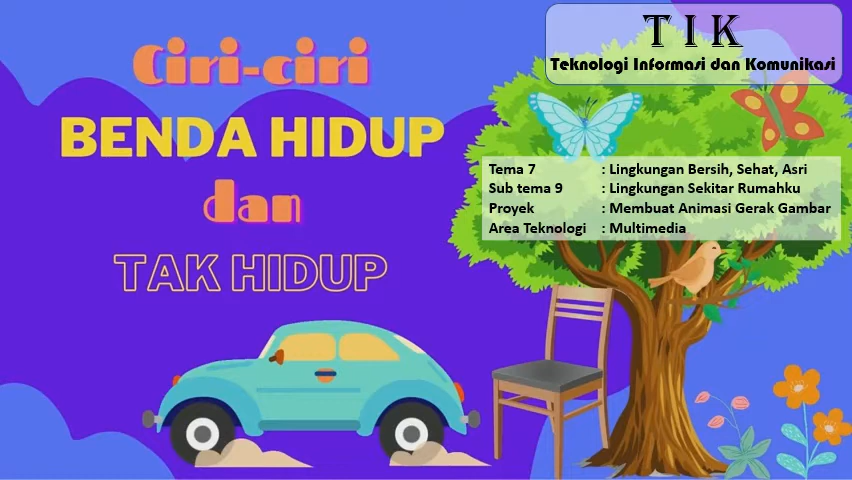 Ciri-ciri
BENDA HIDUP
dan
TAK HIDUP
TIK
Teknologi Informasi dan Komunikasi
Tema 7 : Lingkungan Bersih, Sehat, Asri
Sub tema 9 : Lingkungan Sekitar Rumahku
Proyek : Membuat Animasi Gerak Gambar
Area Teknologi : Multimedia